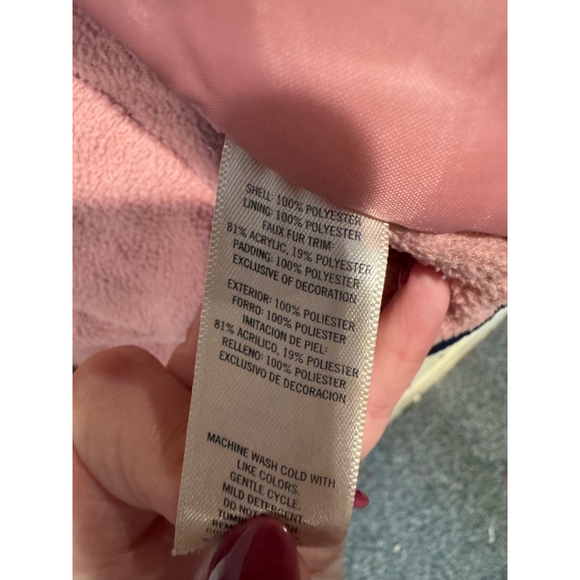 SHELL: 100% POLYESTER
LINING: 100% POLYESTER
FAUX FUR TRIM:
81% ACRYLIC, 19% POLYESTER
PADDING: 100% POLYESTER
EXCLUSIVE OF DECORATION
EXTERIOR: 100% POLIESTER
FORRO: 100% POLIESTER
IMITACION DE PIEL:
81% ACRILICO, 19% POLIESTER
RELLENO: 100% POLIESTER
EXCLUSIVO DE DECORACION
MACHINE WASH COLD WITH
LIKE COLORS.
GENTLE CYCLE.
MILD DETERGENT.
DO NOT